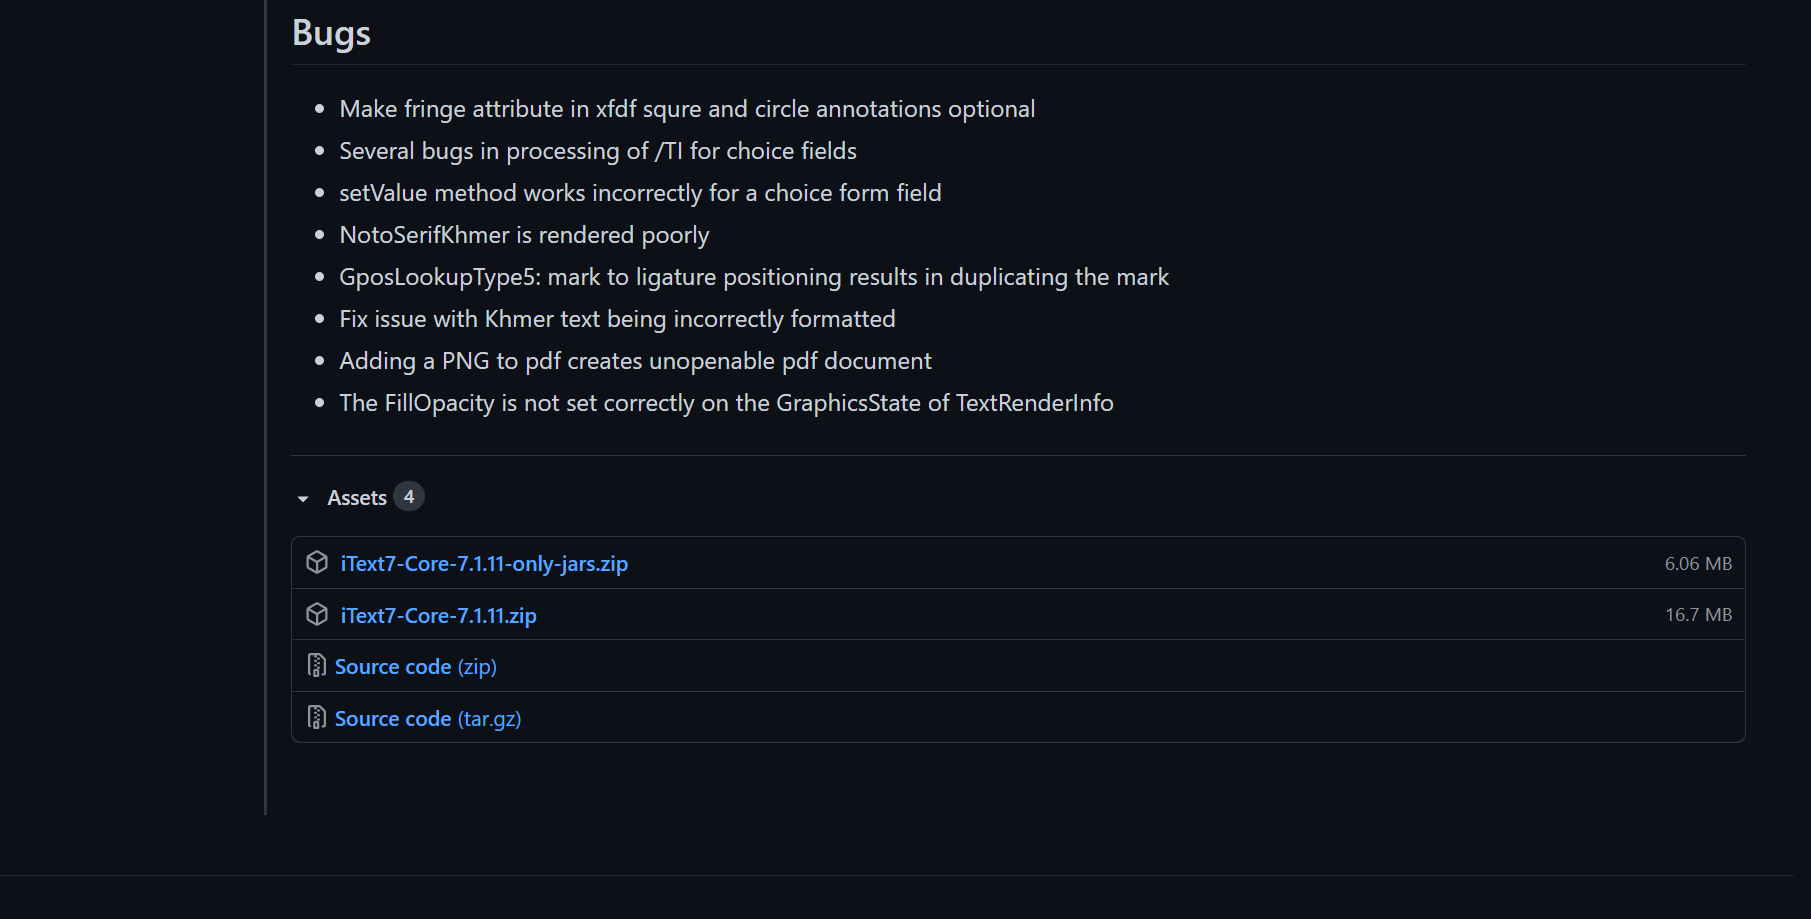 Bugs
Make fringe attribute in xfdf squre and circle annotations optional
Several bugs in processing of /TI for choice fields
setValue method works incorrectly for a choice form field
NotoSerifKhmer is rendered poorly
GposLookupType5: mark to ligature positioning results in duplicating the mark
Fix issue with Khmer text being incorrectly formatted
Adding a PNG to pdf creates unopenable pdf document
The FillOpacity is not set correctly on the GraphicsState of TextRenderInfo
Assets 4
iText7-Core-7.1.11-only-jars.zip 6.06 MB
iText7-Core-7.1.11.zip 16.7 MB
Source code (zip)
Source code (tar.gz)